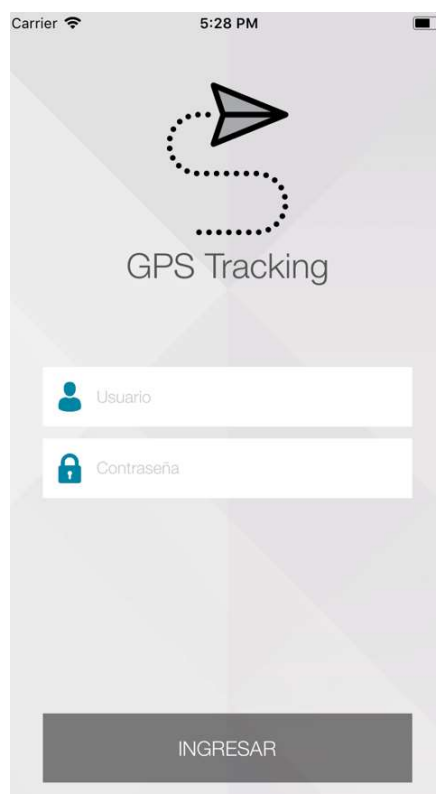 Carrier 5:28 PM
GPS Tracking
Usuario
Contraseña
INGRESAR